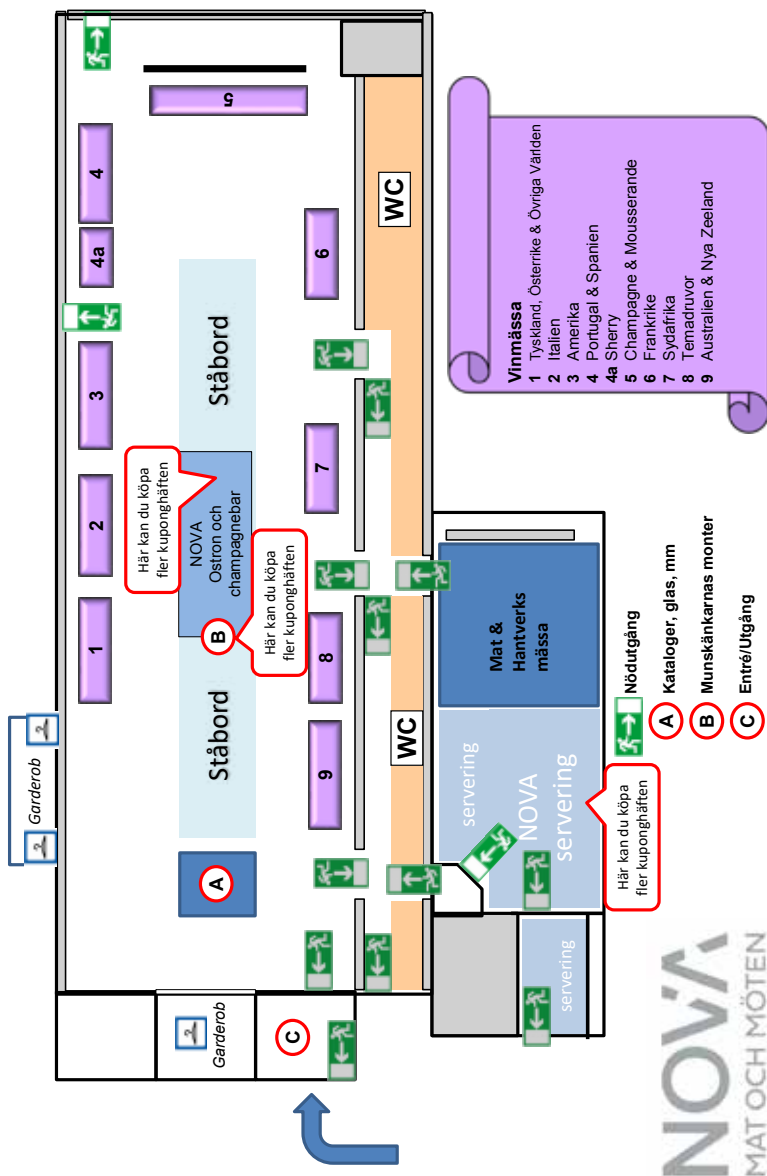 Garderob
1
2
3
4a
4
5
Här kan du köpa
fler kuponghäften
Ståbord
NOVA
Ostron och
champagnebar
Ståbord
A
B
Här kan du köpa
fler kuponghäften
9
8
7
6
Garderob
C
WC
WC
servering
NOVA
servering
servering
Mat &
Hantverks
mässa
Här kan du köpa
fler kuponghäften
Nödutgång
A Kataloger, glas, mm
B Munskänkarnas monter
C Entré/Utgång
Vinmässa
1 Tyskland, Österrike & Övriga Världen
2 Italien
3 Amerika
4 Portugal & Spanien
4a Sherry
5 Champagne & Mousserande
6 Frankrike
7 Sydafrika
8 Temadruvor
9 Australien & Nya Zeeland
NOVA
MAT OCH MÖTEN